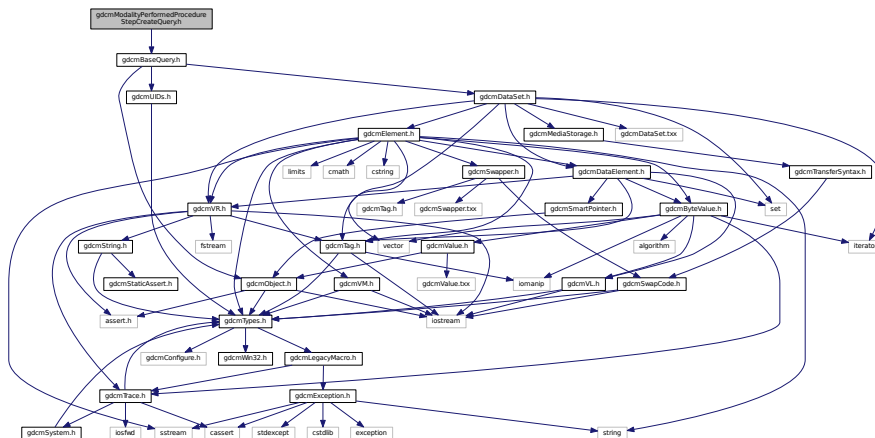 gdcmModalityPerformedProcedure
StepCreateQuery.h
gdcmBaseQuery.h
gdcmUIDs.h
gdcmDataSet.h
gdcmElement.h
gdcmMediaStorage.h
gdcmDataSet.txx
limits
cmath
cstring
gdcmSwapper.h
gdcmDataElement.h
gdcmTransferSyntax.h
gdcmTag.h
gdcmSwapper.txx
gdcmVR.h
gdcmSmartPointer.h
gdcmByteValue.h
set
gdcmString.h
fstream
gdcmTag.h
vector
gdcmValue.h
algorithm
iterato
gdcmStaticAssert.h
gdcmObject.h
gdcmVM.h
gdcmValue.txx
iomanip
gdcmVL.h
gdcmSwapCode.h
assert.h
gdcmTypes.h
iostream
gdcmConfigure.h
gdcmWin32.h
gdcmLegacyMacro.h
gdcmTrace.h
gdcmException.h
gdcmSystem.h
iosfwd
sstream
cassert
stdexcept
cstdlib
exception
string